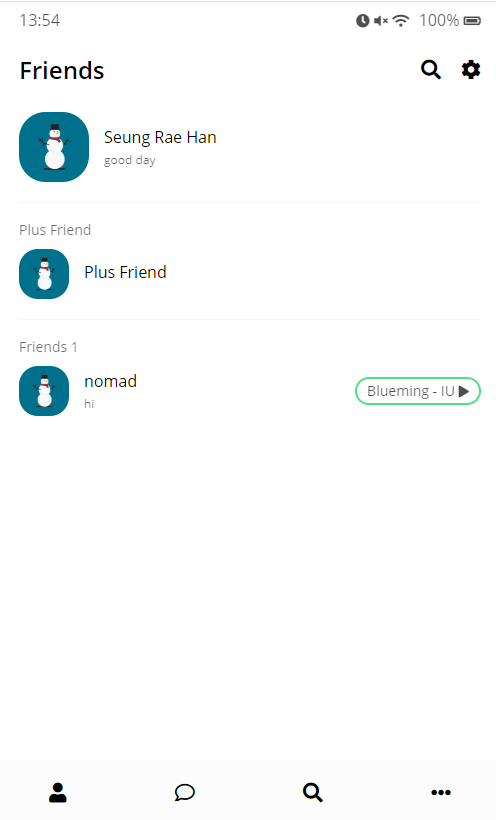 13:54
100%
Friends
Seung Rae Han
good day
Plus Friend
Plus Friend
Friends 1
nomad
hi
Blueming - IU